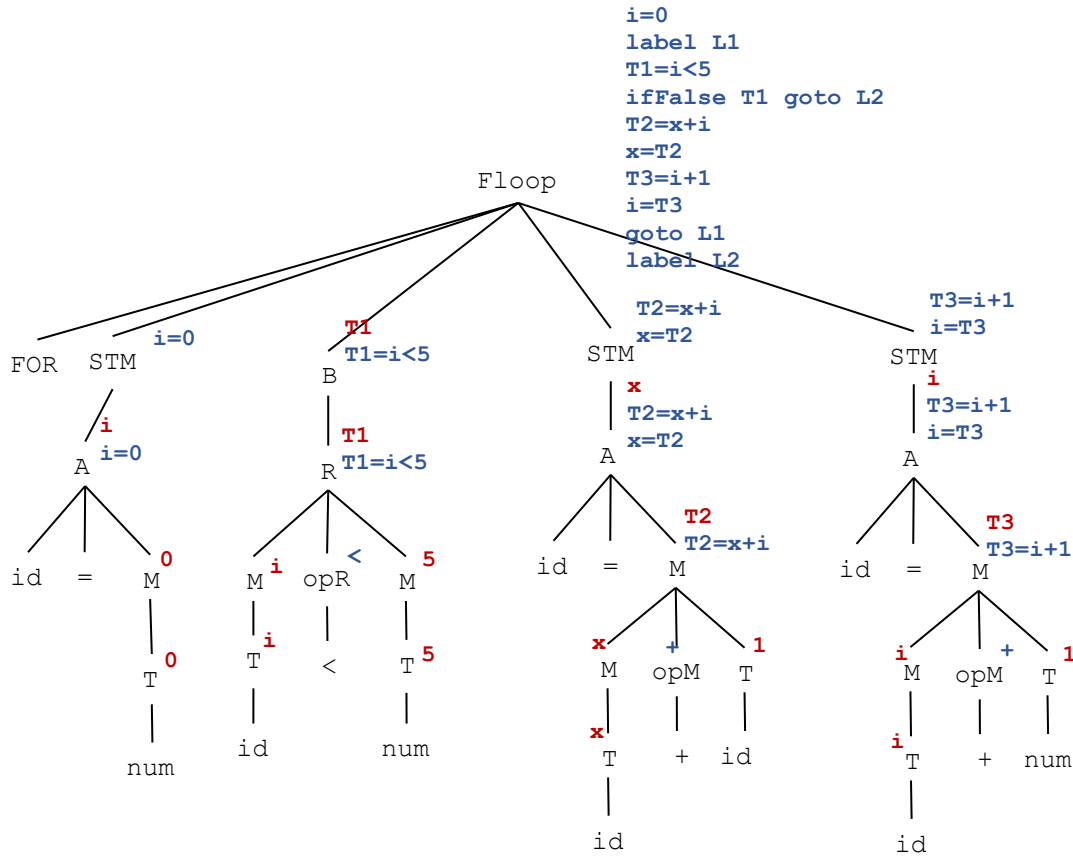 i=0
label L1
T1=i<5
ifFalse T1 goto L2
T2=x+i
x=T2
T3=i+1
i=T3
goto L1
label L2
Floop
FOR
STM
i=0
T1
T1=i<5
B
T2=x+i
x=T2
STM
T3=i+1
i=T3
STM
i
i=0
A
T1
T1=i<5
R
x
T2=x+i
x=T2
A
i
T3=i+1
i=T3
A
id
=
M
0
M
i
opR
<
M
5
id
=
T2
T2=x+i
M
id
=
T3
T3=i+1
M
T
0
T
i
<
T
5
x
M
+
opM
1
T
i
M
+
opM
1
T
num
id
num
x
T
+
id
i
T
+
num
id
id